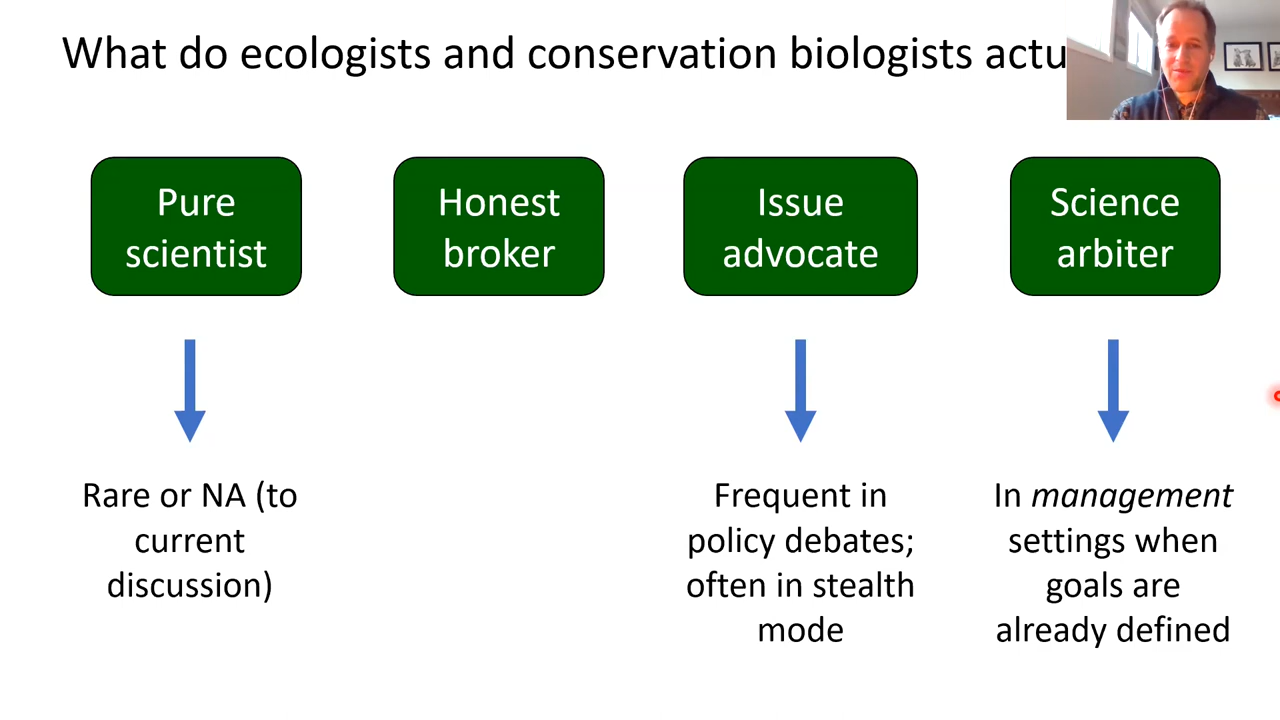 What do ecologists and conservation biologists actu
Pure
scientist
Honest
broker
Issue
advocate
Science
arbiter
Rare or NA (to
current
discussion)
Frequent in
policy debates;
often in stealth
mode
In management
settings when
goals are
already defined